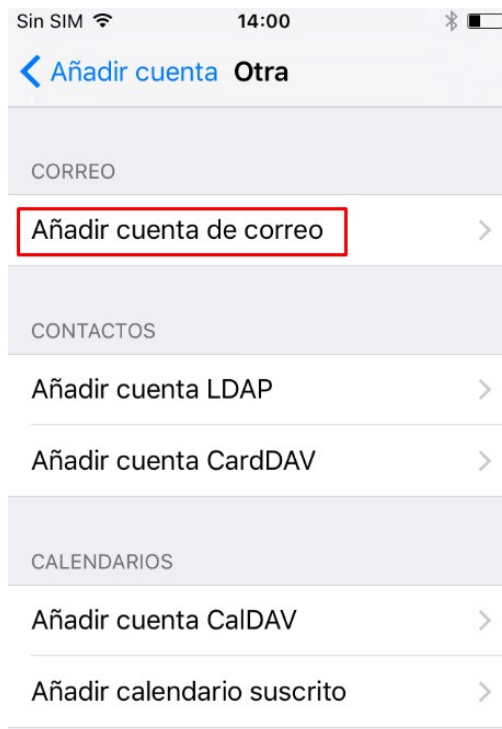 Sin SIM 14:00
Añadir cuenta Otra
CORREO
Añadir cuenta de correo
CONTACTOS
Añadir cuenta LDAP
Añadir cuenta CardDAV
CALENDARIOS
Añadir cuenta CalDAV
Añadir calendario suscrito